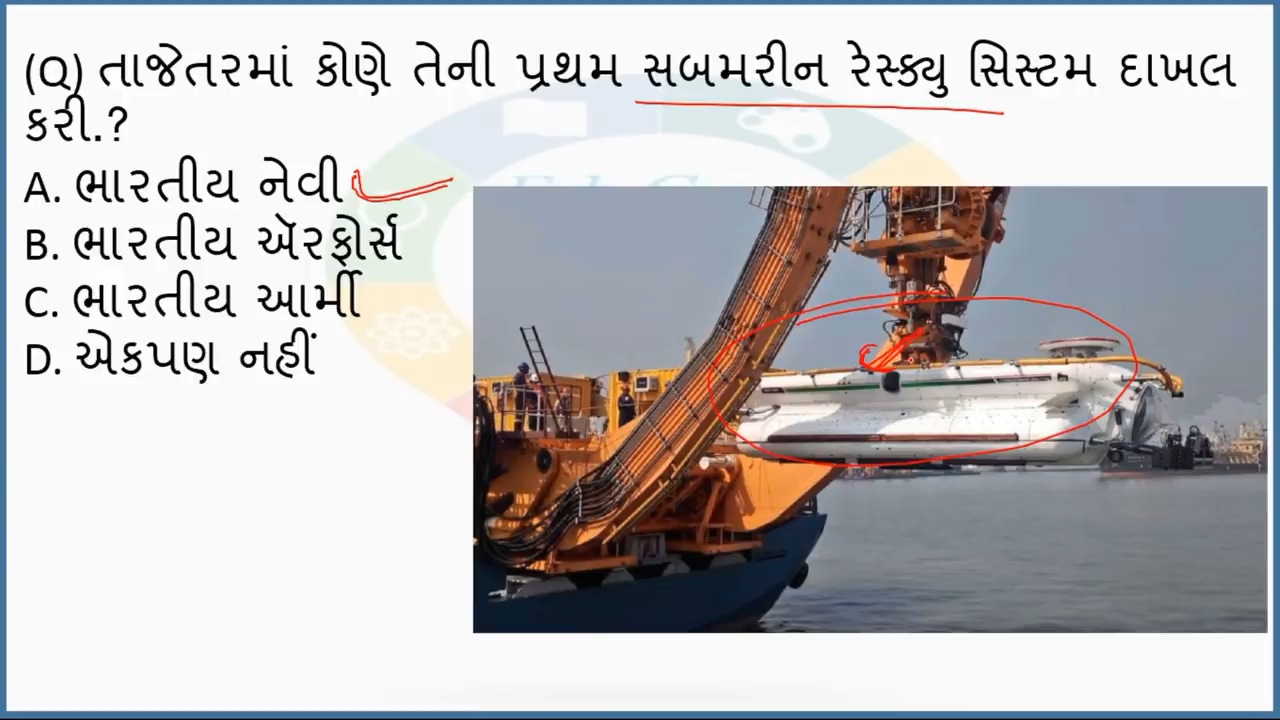 (Q) તાજેતરમાં કોણે તેની પ્રથમ સબમરીન રેસ્ક્યુ સિસ્ટમ દાખલ
કરી.?
A. ભારતીય નેવી
B. ભારતીય ઍરફોર્સ
C. ભારતીય આર્મી
D. એકપણ નહીં